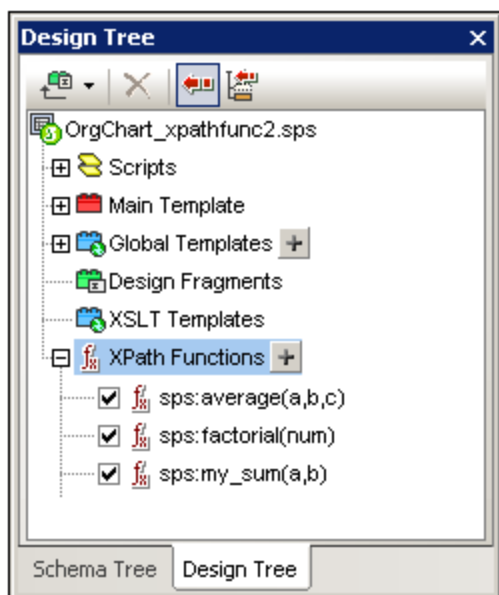 Design Tree
OrgChart_xpathfunc2.sps
Scripts
Main Template
Global Templates
Design Fragments
XSLT Templates
XPath Functions
sps:average(a,b,c)
sps:factorial(num)
sps:my_sum(a,b)
Schema Tree
Design Tree